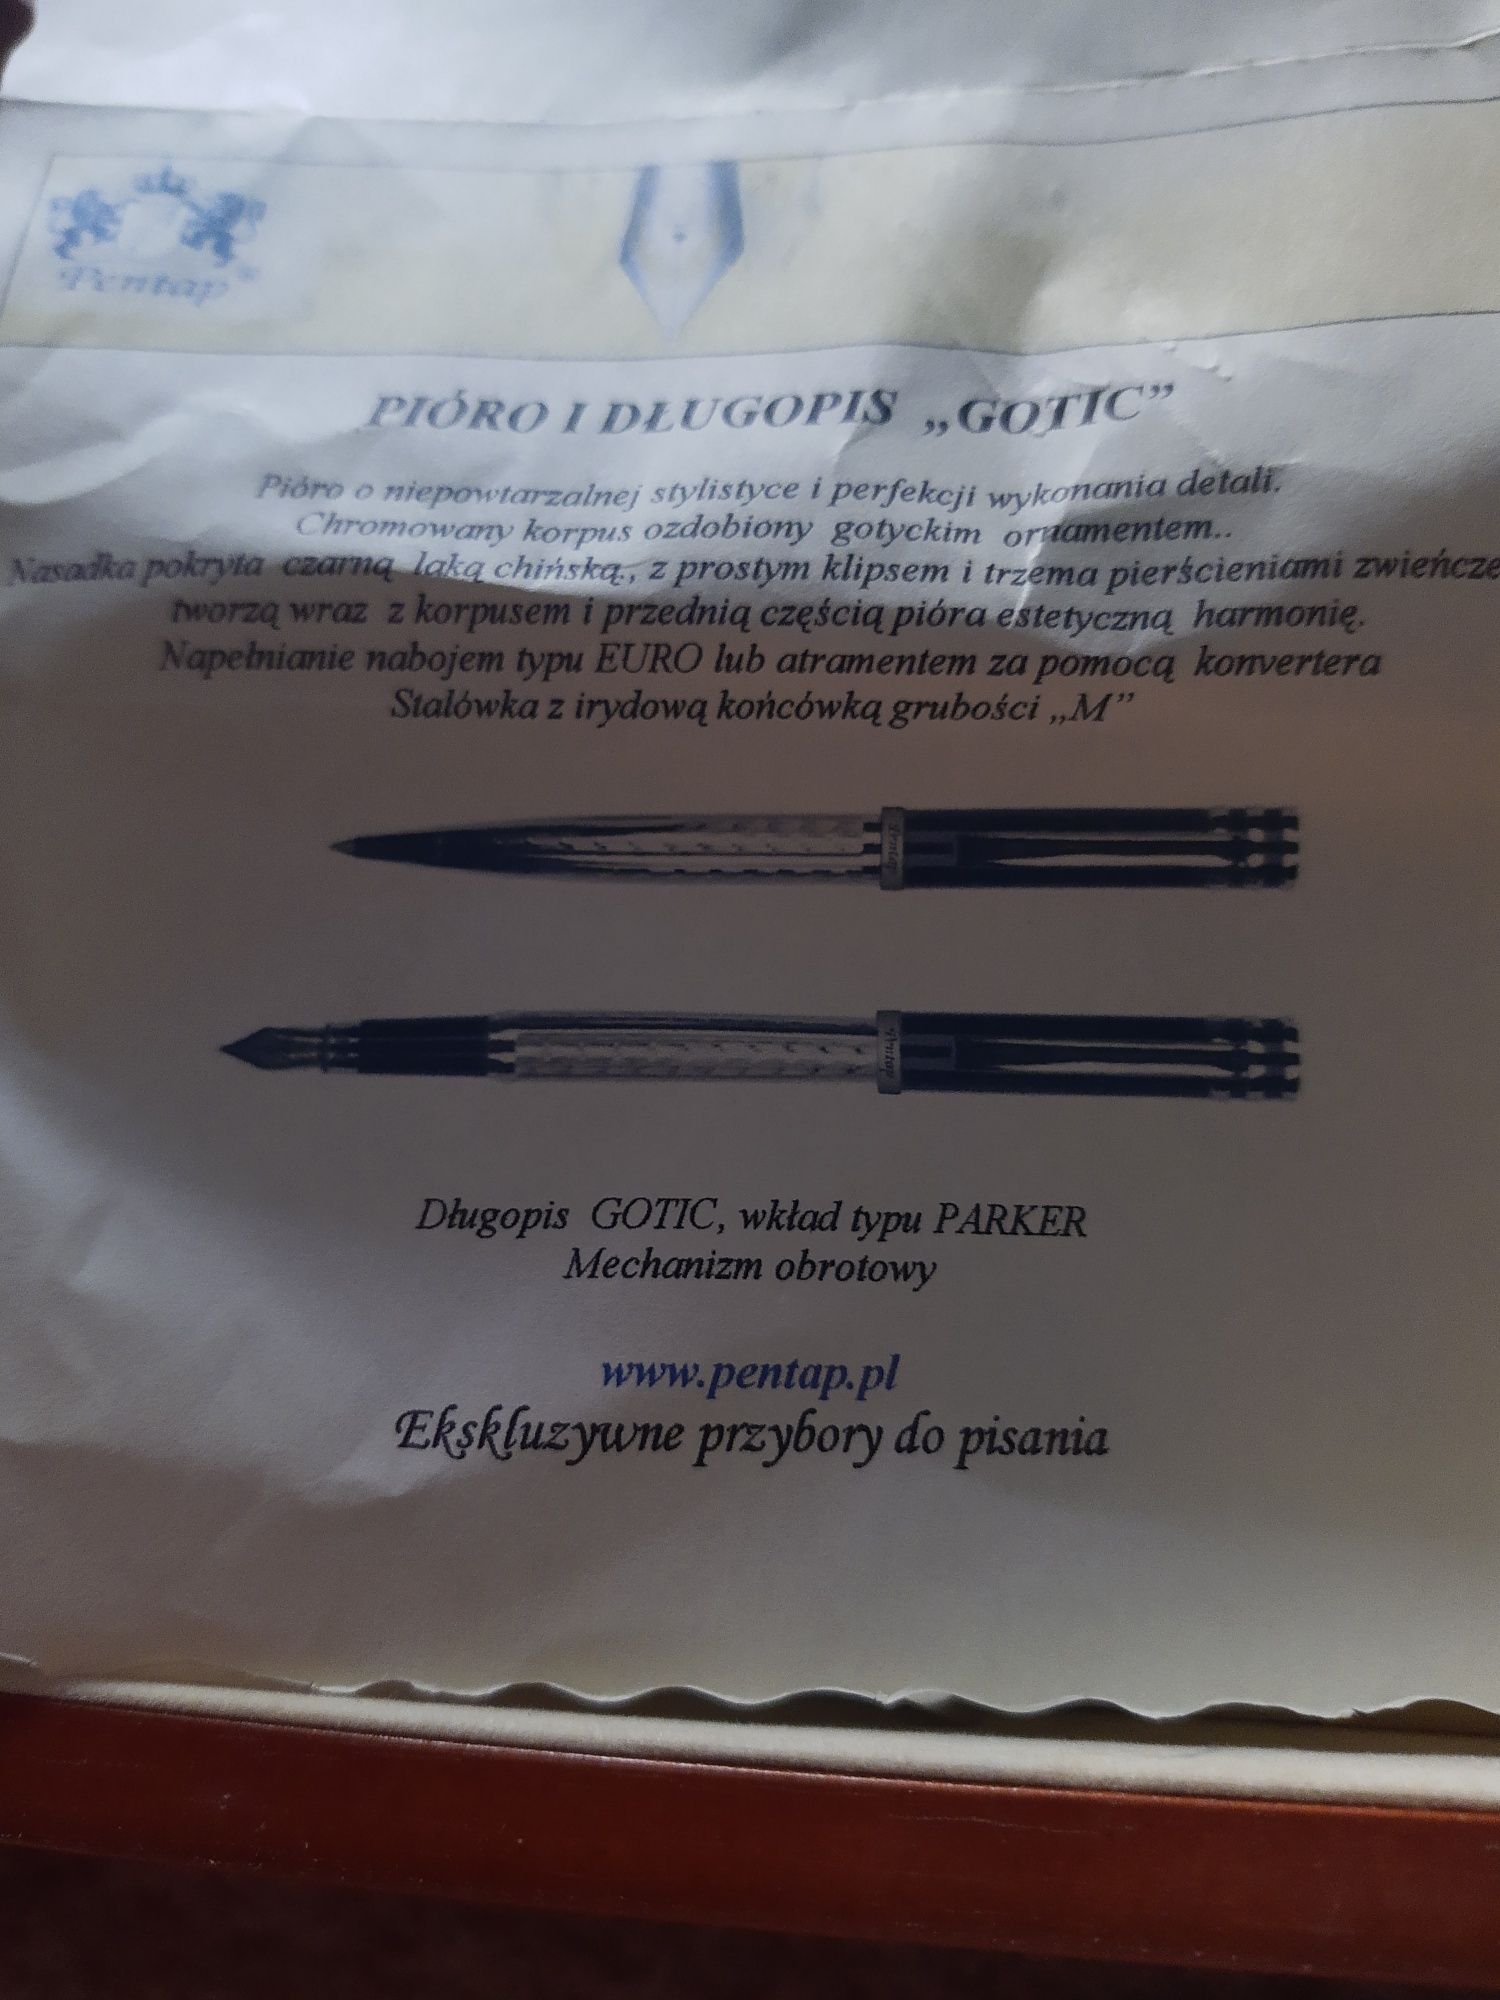 Pentap®
PIÓRO I DŁUGOPIS „GOTIC”
Pióro o niepowtarzalnej stylistyce i perfekcji wykonania detali.
Chromowany korpus ozdobiony gotyckim ornamentem..
Nasadka pokryta czarną laką chińską., z prostym klipsem i trzema pierścieniami zwieńcze
tworzą wraz z korpusem i przednią częścią pióra estetyczną harmonię.
Napełnianie nabojem typu EURO lub atramentem za pomocą konvertera
Stalówka z irydową końcówką grubości „M”
Pentap
Pentap
Długopis GOTIC, wkład typu PARKER
Mechanizm obrotowy
www.pentap.pl
Ekskluzywne przybory do pisania